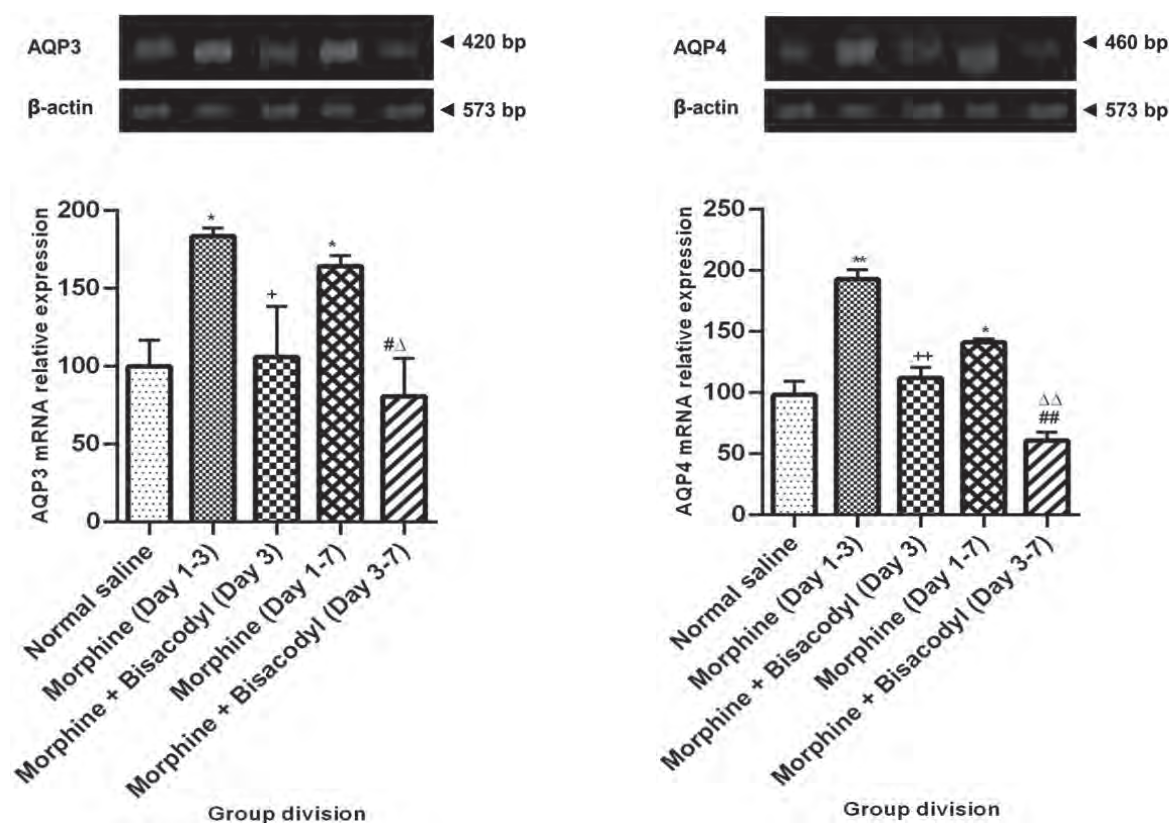 AQP3
◄ 420 bp
β-actin
◄ 573 bp
AQP3 mRNA relative expression
200
150
100
50
0
*
+
*
#Δ
Normal saline
Morphine (Day 1-3)
Morphine + Bisacodyl (Day 3)
Morphine (Day 1-7)
Morphine + Bisacodyl (Day 3-7)
Group division
AQP4
◄ 460 bp
◄ 573 bp
AQP4 mRNA relative expression
250
200
150
100
50
0
**
++
*
ΔΔ
##
β-actin
Normal saline
Morphine (Day 1-3)
Morphine + Bisacodyl (Day 3)
Morphine (Day 1-7)
Morphine + Bisacodyl (Day 3-7)
Group division